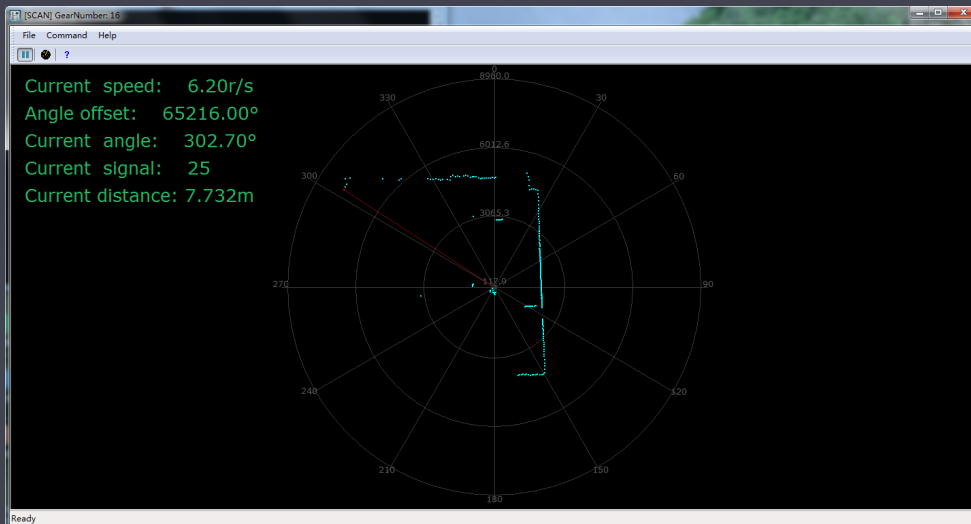 [SCAN] GearNumber: 16
File Command Help
?
Current speed: 6.20r/s
Angle offset: 65216.00°
Current angle: 302.70°
Current signal: 25
Current distance: 7.732m
0
8960.0
330
30
6012.6
300
60
3065.3
117.9
270
90
240
120
210
150
180
Ready